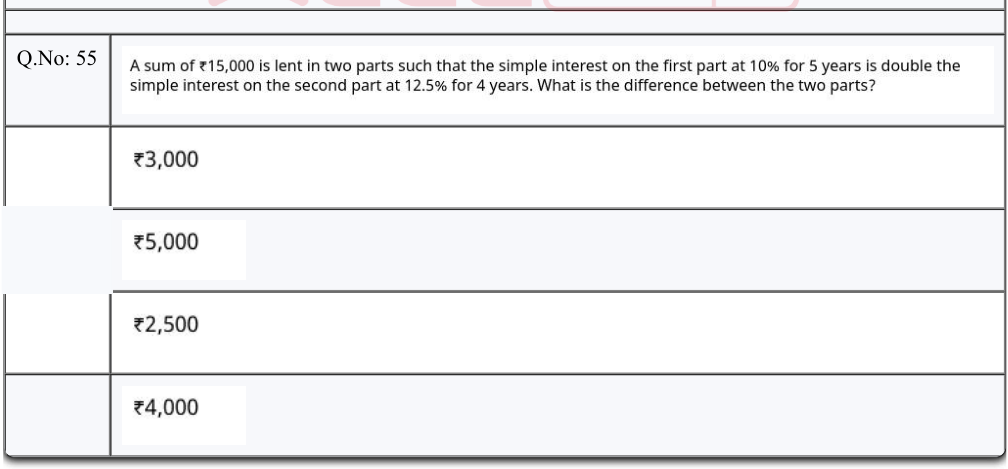 Q.No: 55
A sum of ₹15,000 is lent in two parts such that the simple interest on the first part at 10% for 5 years is double the
simple interest on the second part at 12.5% for 4 years. What is the difference between the two parts?
₹3,000
₹5,000
₹2,500
₹4,000